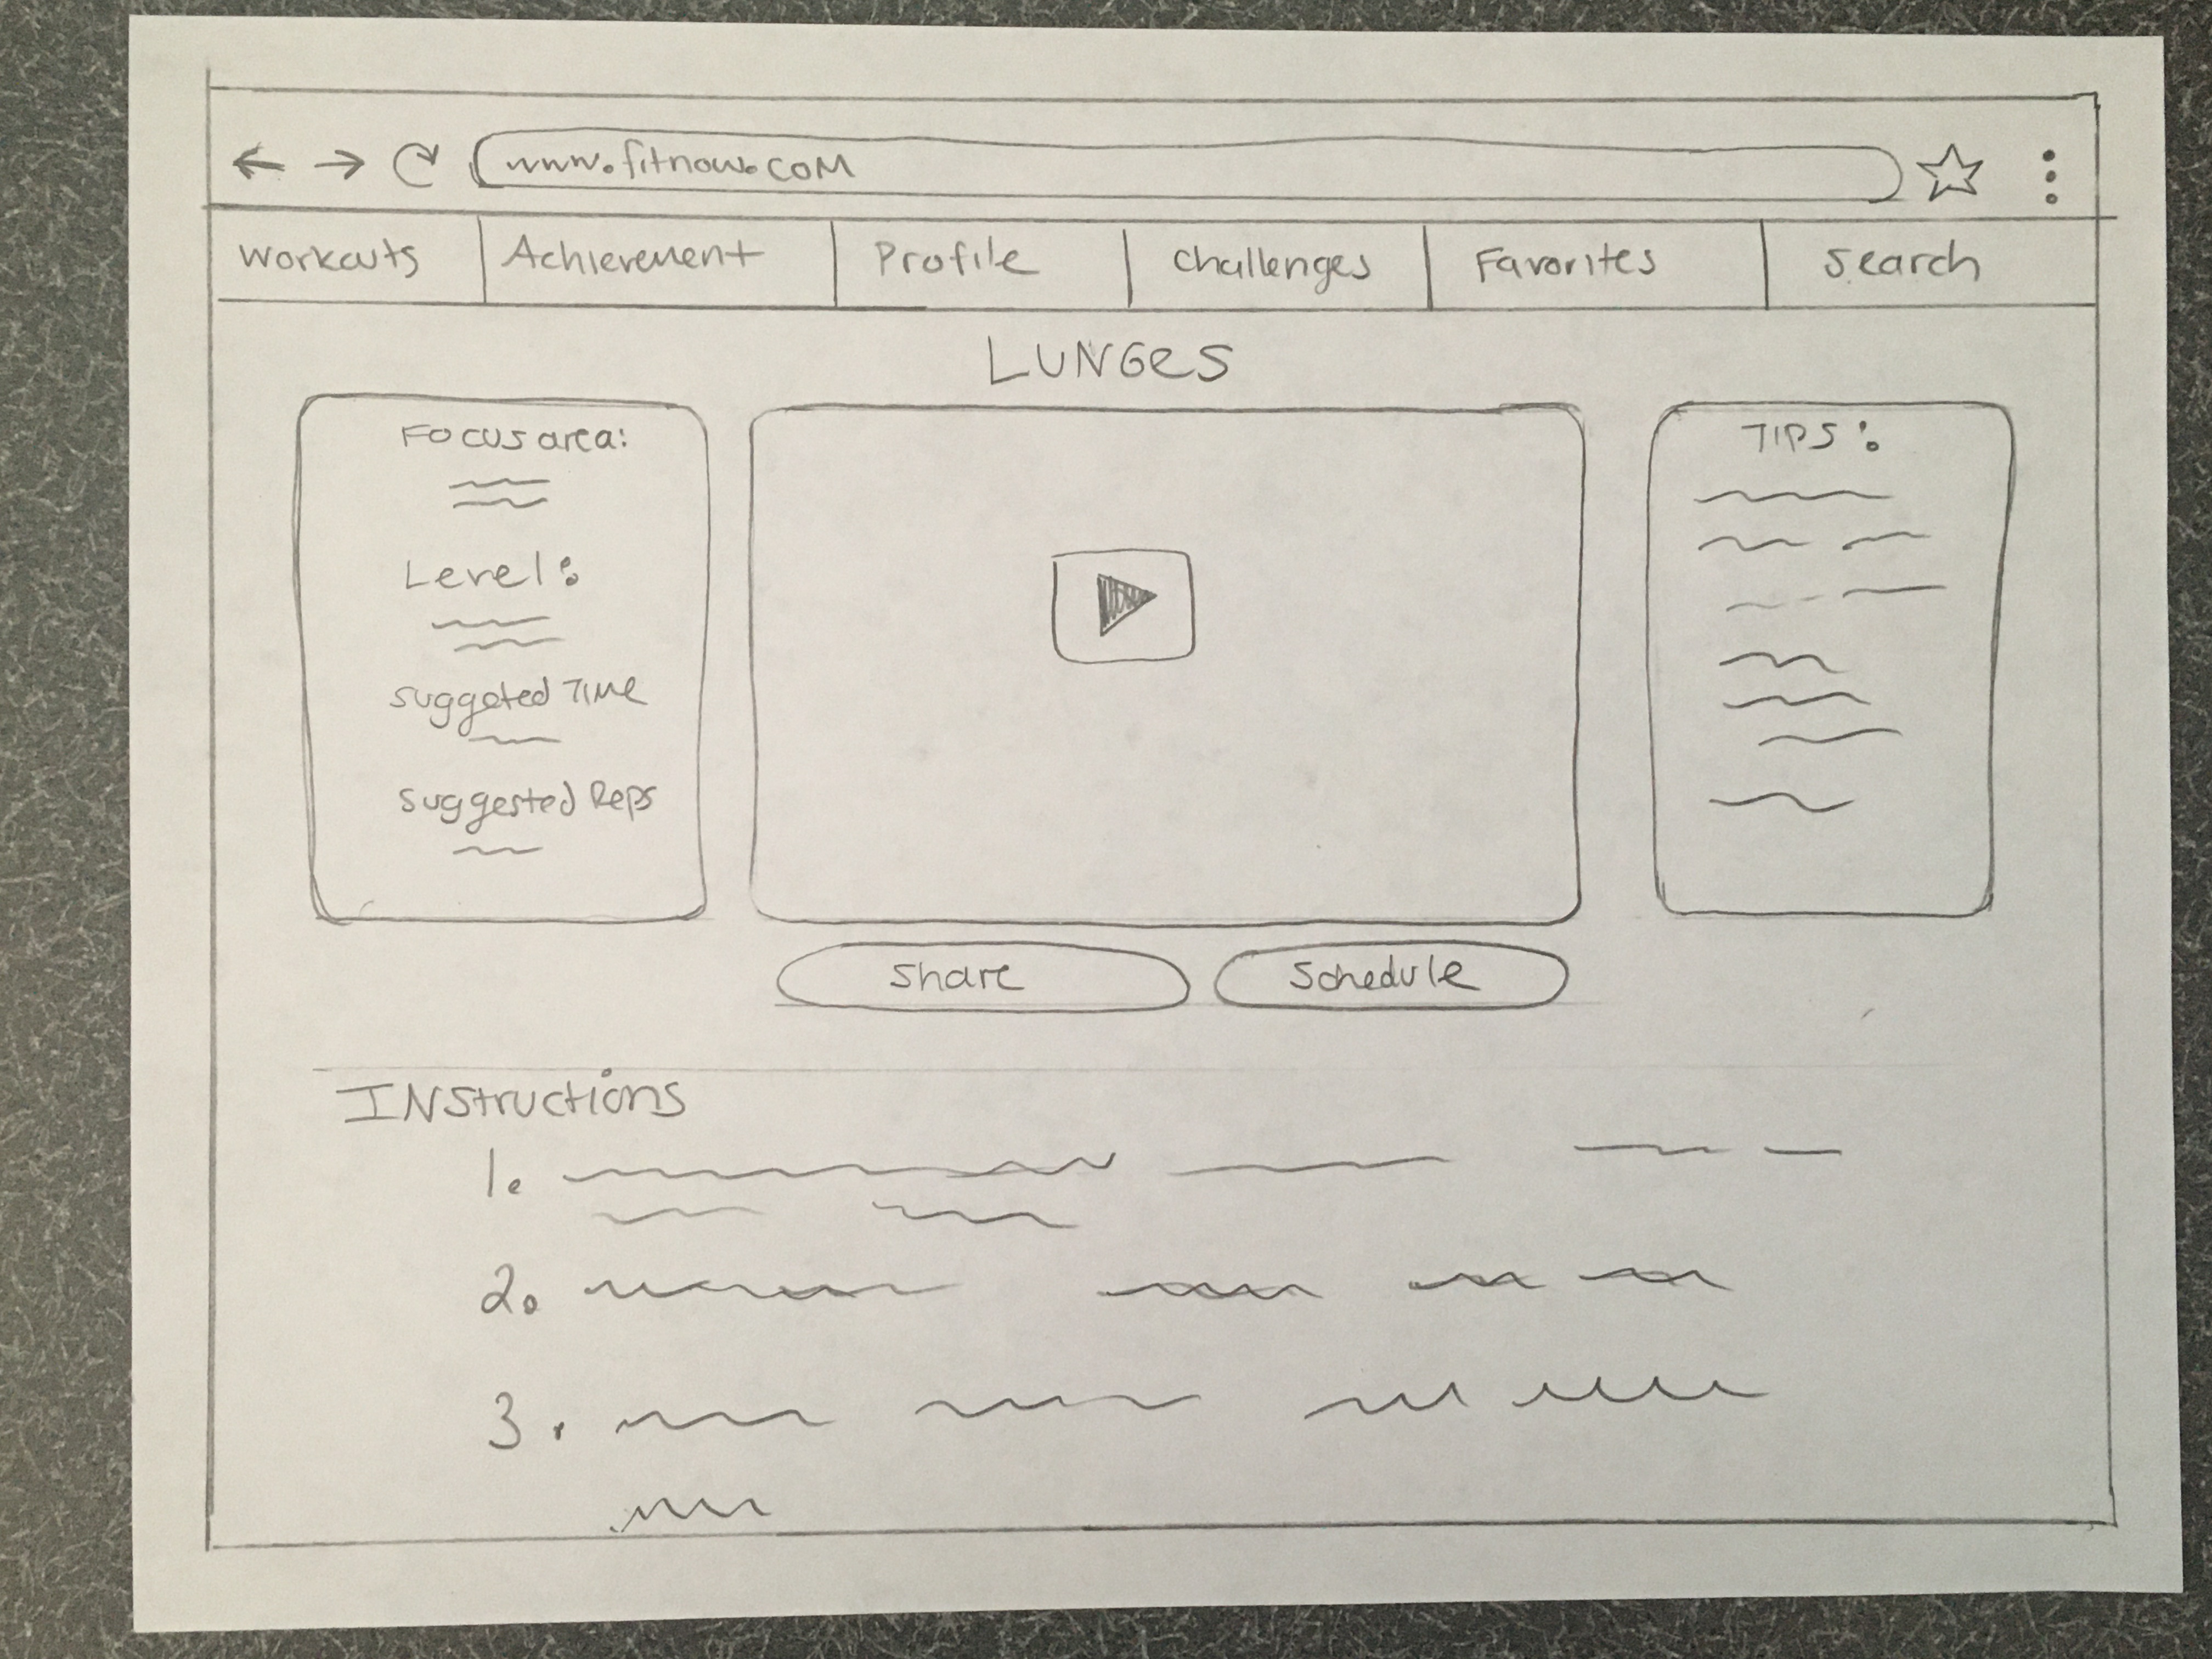 www.fitnow.com
Workouts Achievement Profile Challenges Favorites Search
LUNGES
Focus area:
Level:
Suggested Time
Suggested Reps
TIPS:
Share Schedule
INstructions
1.
2.
3.